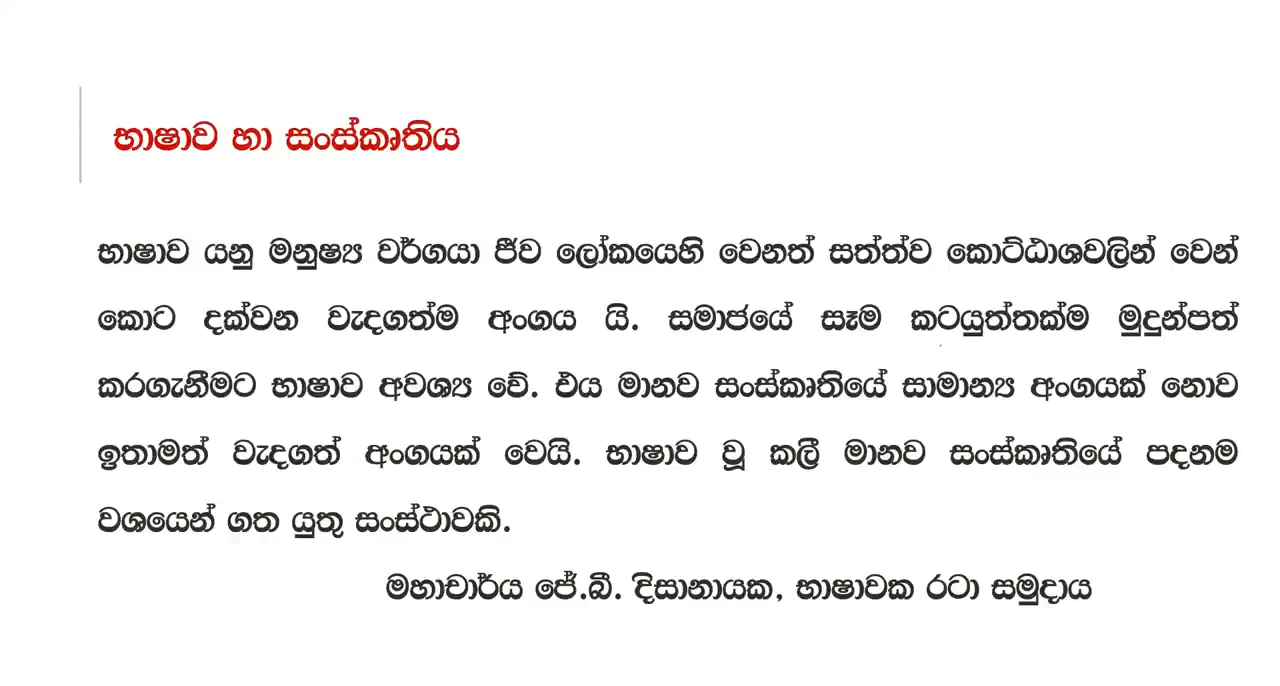 භාෂාව හා සංස්කෘතිය
භාෂාව යනු මනුෂ්‍ය වර්ගයා ජීව ලෝකයෙහි වෙනත් සත්ත්ව කොට්ඨාශවලින් වෙන්
කොට දක්වන වැදගත්ම අංගය යි. සමාජයේ සෑම කටයුත්තක්ම මුදුන්පත්
කරගැනීමට භාෂාව අවශ්‍ය වේ. එය මානව සංස්කෘතියේ සාමාන්‍ය අංගයක් නොව
ඉතාමත් වැදගත් අංගයක් වෙයි. භාෂාව වූ කලී මානව සංස්කෘතියේ පදනම
වශයෙන් ගත යුතු සංස්ථාවකි.
මහාචාර්ය ජේ.බී. දිසානායක, භාෂාවක රටා සමුදාය